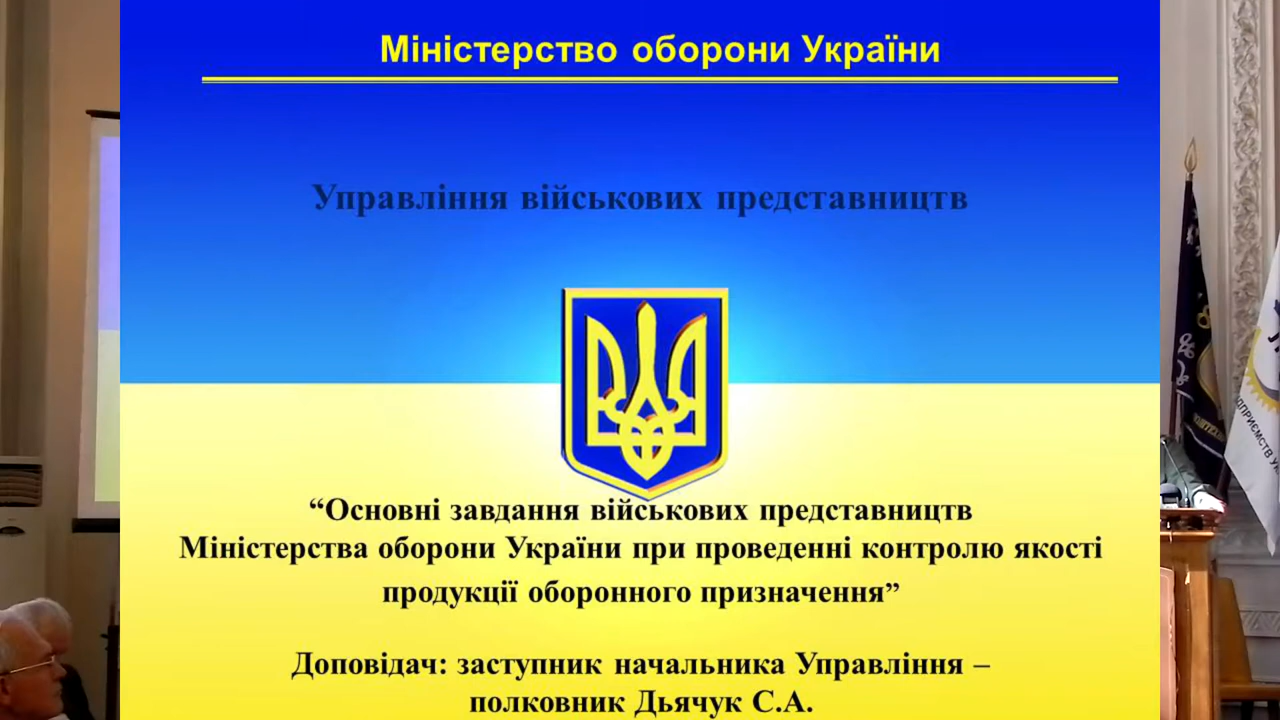 Міністерство оборони України
Управління військових представництв
“Основні завдання військових представництв
Міністерства оборони України при проведенні контролю якості
продукції оборонного призначення”
Доповідач: заступник начальника Управління –
полковник Дьячук С.А.